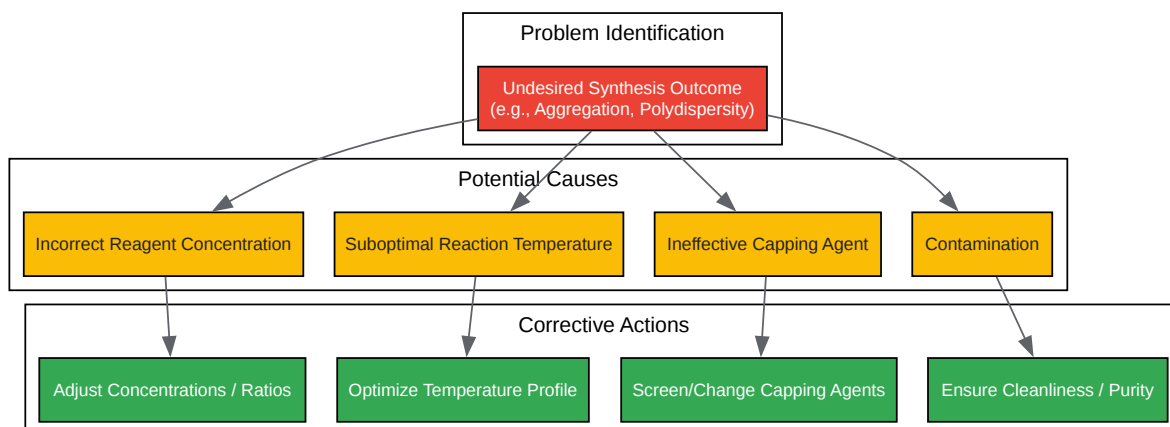 Problem Identification
Undesired Synthesis Outcome
(e.g., Aggregation, Polydispersity)
Potential Causes
Incorrect Reagent Concentration
Suboptimal Reaction Temperature
Ineffective Capping Agent
Contamination
Corrective Actions
Adjust Concentrations / Ratios
Optimize Temperature Profile
Screen/Change Capping Agents
Ensure Cleanliness / Purity